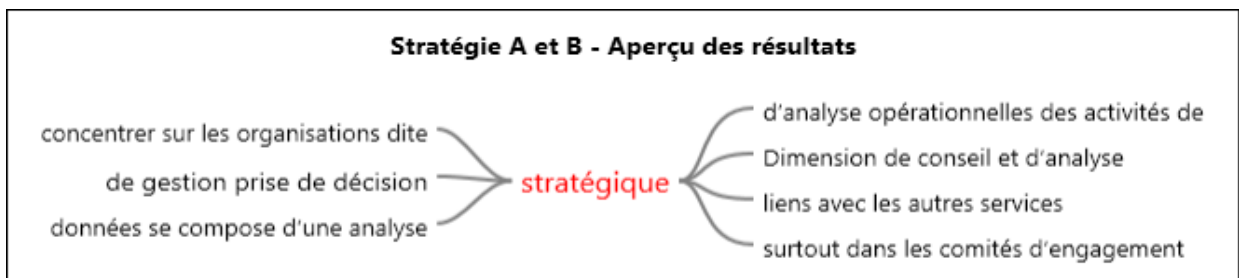 Stratégie A et B - Aperçu des résultats
concentrer sur les organisations dite
de gestion prise de décision
données se compose d'une analyse
stratégique
d'analyse opérationnelles des activités de
Dimension de conseil et d'analyse
liens avec les autres services
surtout dans les comités d'engagement